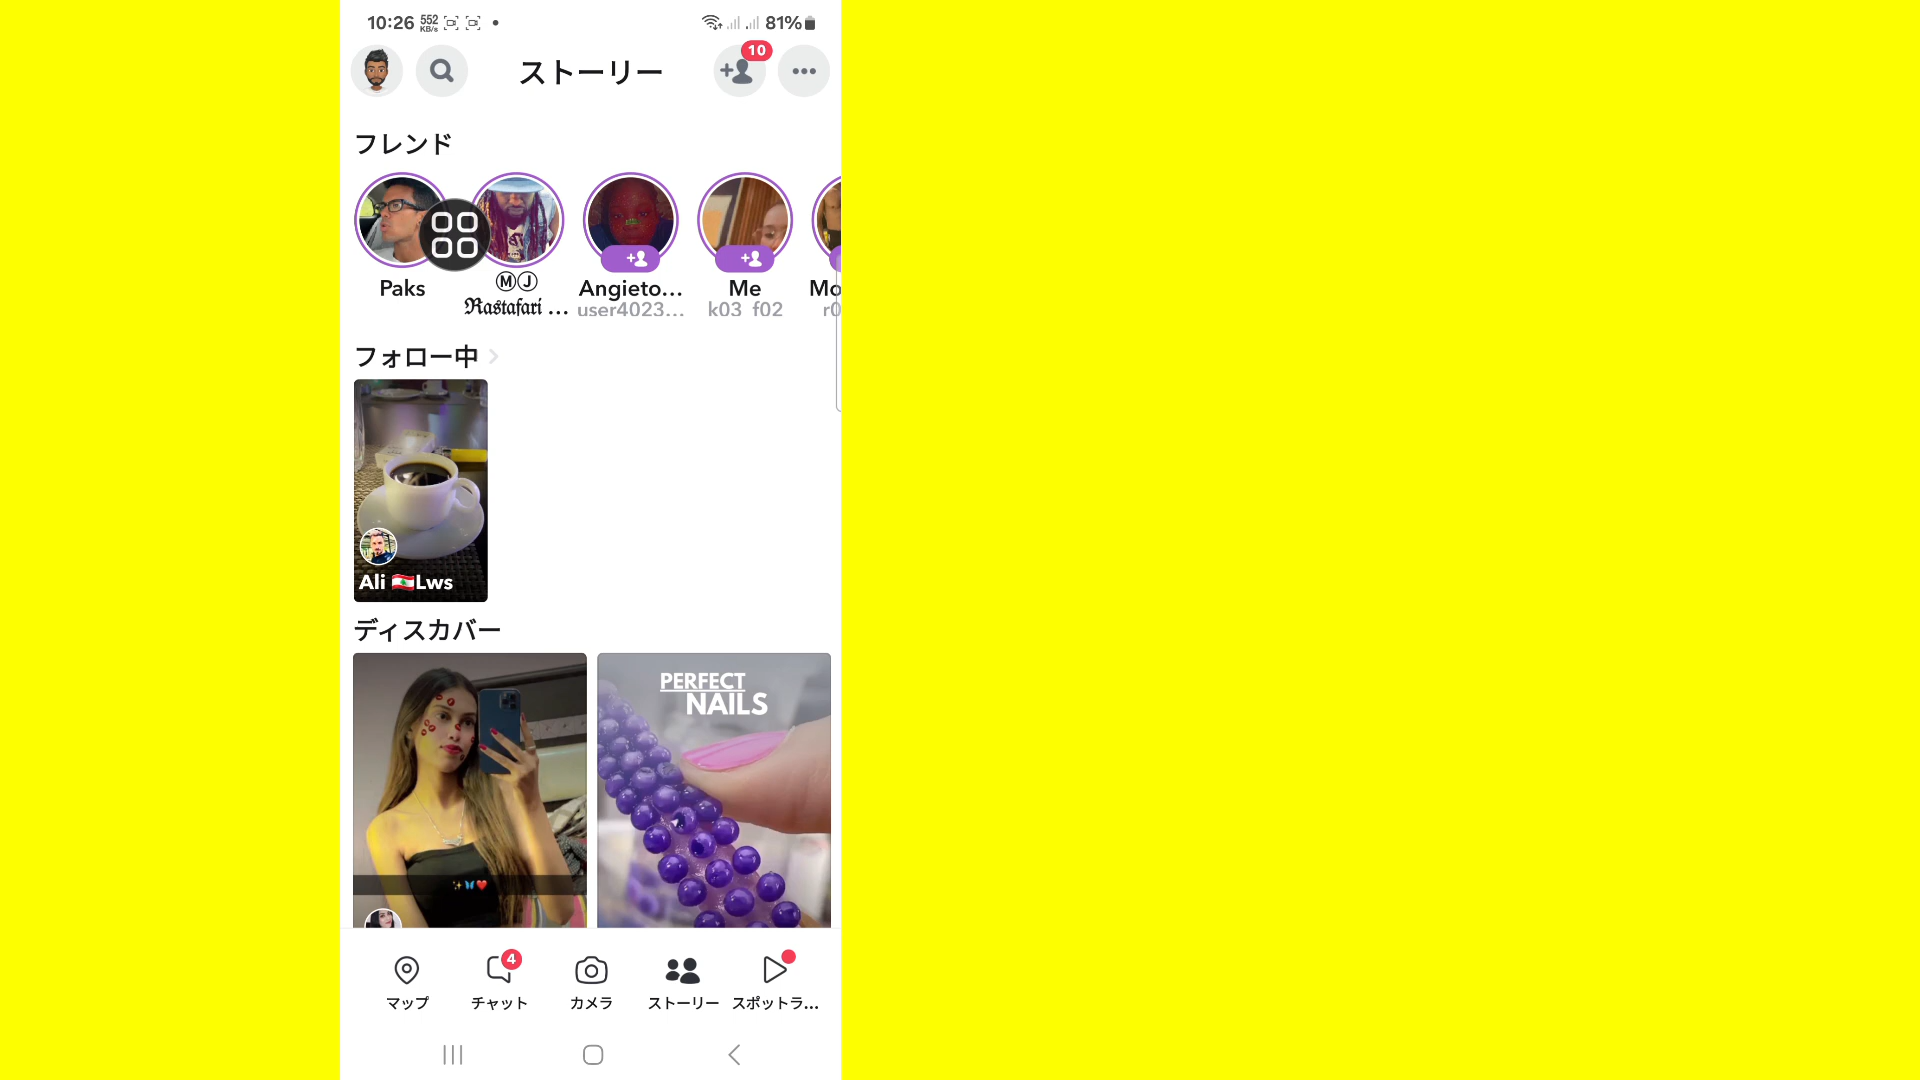 10:26 552 KB/s 81%
ストーリー
10
フレンド
Paks
ⓂⒿ
ℜ𝔞𝔰𝔱𝔞𝔣𝔞𝔯𝔦 ...
Angieto...
user4023...
Me
k03_f02
Mo
r0
フォロー中
Ali 🇱🇧Lws
ディスカバー
PERFECT
NAILS
✨🦋❤️
4
マップ
チャット
カメラ
ストーリー
スポットラ...